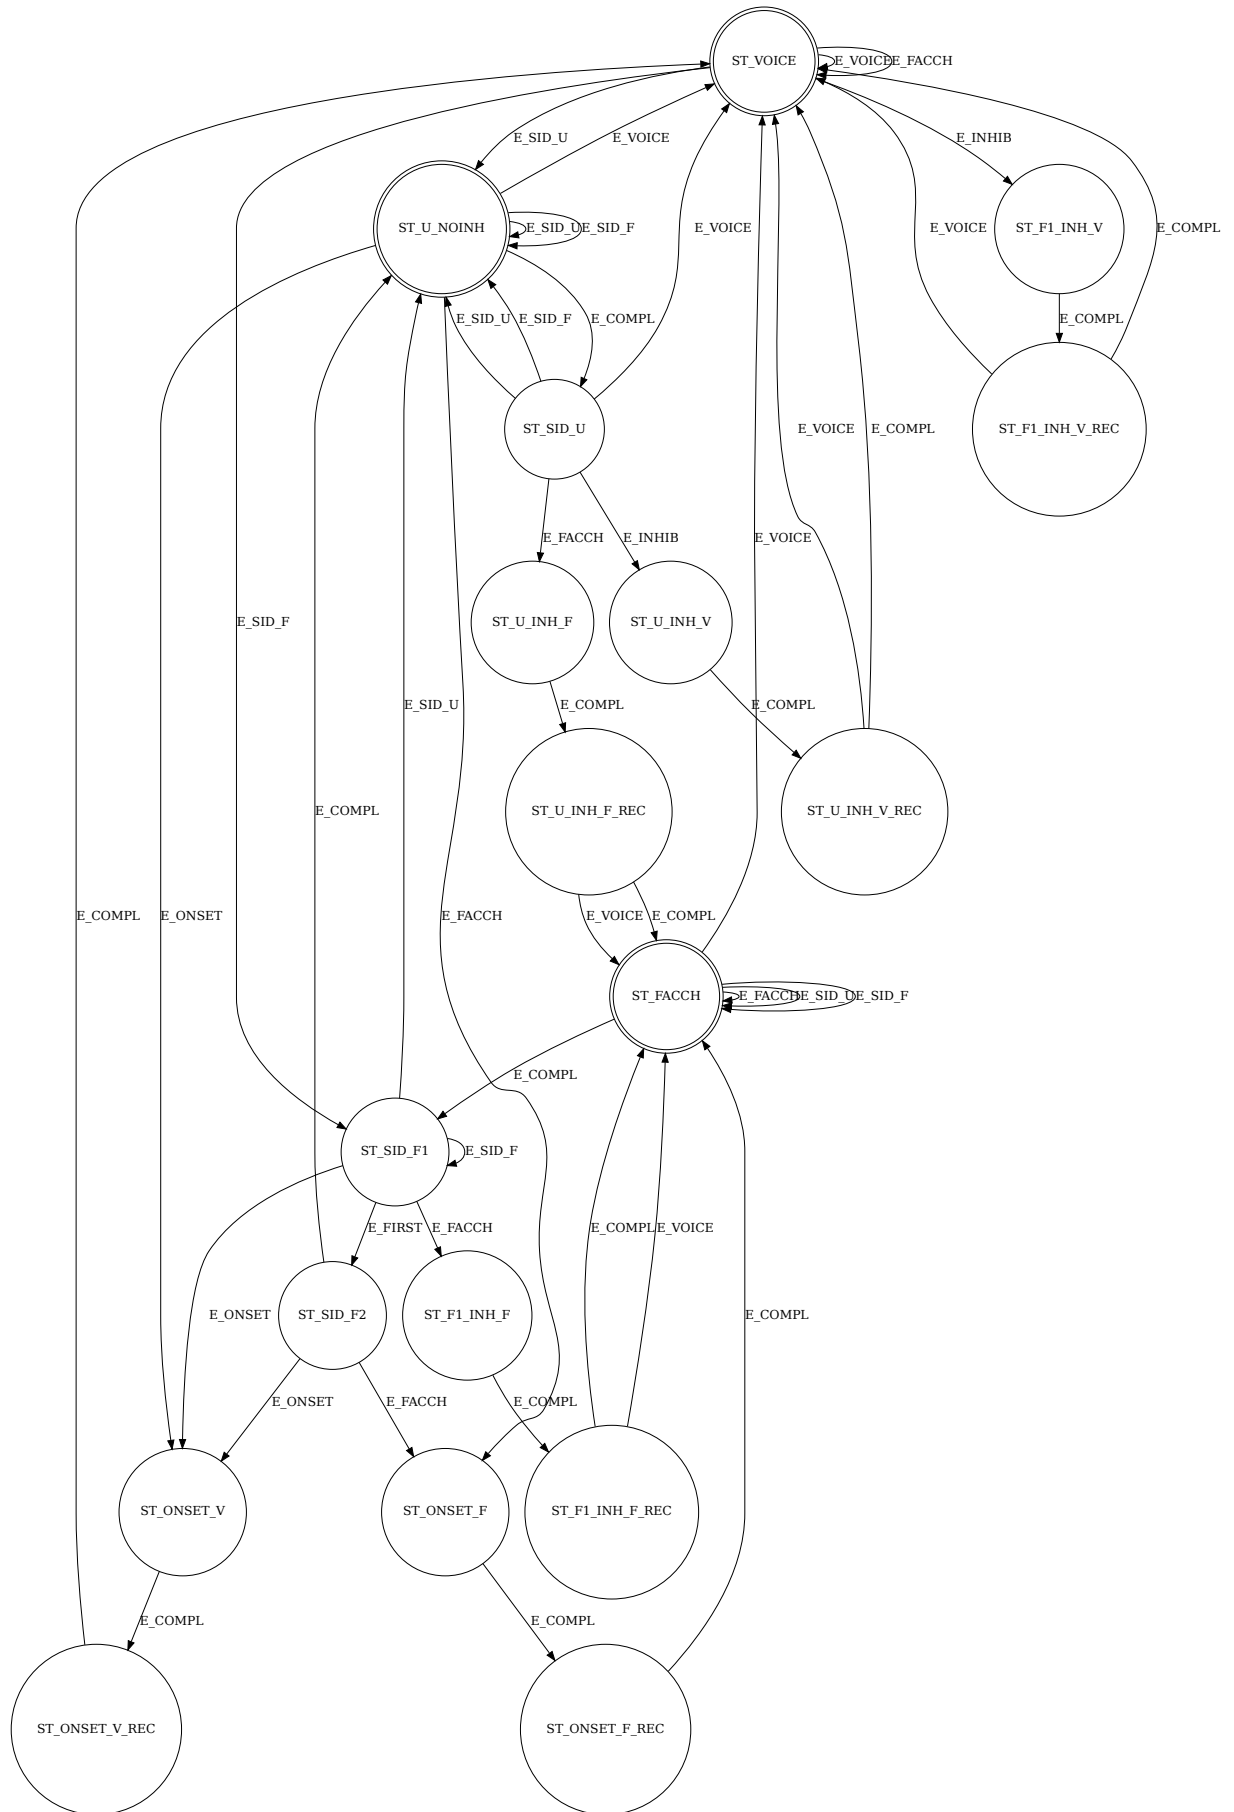 ST_VOICE
E_VOICE
E_FACCH
E_SID_U
E_VOICE
E_INHIB
ST_U_NOINH
E_SID_U
E_SID_F
E_VOICE
ST_F1_INH_V
E_VOICE
E_COMPL
E_SID_U
E_SID_F
E_COMPL
E_COMPL
ST_SID_U
E_VOICE
E_COMPL
ST_F1_INH_V_REC
E_FACCH
E_INHIB
E_VOICE
E_SID_F
ST_U_INH_F
ST_U_INH_V
E_SID_U
E_COMPL
E_COMPL
E_COMPL
ST_U_INH_F_REC
ST_U_INH_V_REC
E_COMPL
E_ONSET
E_FACCH
E_VOICE
E_COMPL
ST_FACCH
E_FACCH
E_SID_U
E_SID_F
E_COMPL
ST_SID_F1
E_SID_F
E_ONSET
E_FIRST
E_FACCH
E_COMPL
E_VOICE
ST_SID_F2
ST_F1_INH_F
E_COMPL
E_ONSET
E_FACCH
E_COMPL
ST_ONSET_V
ST_ONSET_F
ST_F1_INH_F_REC
E_COMPL
E_COMPL
ST_ONSET_V_REC
ST_ONSET_F_REC